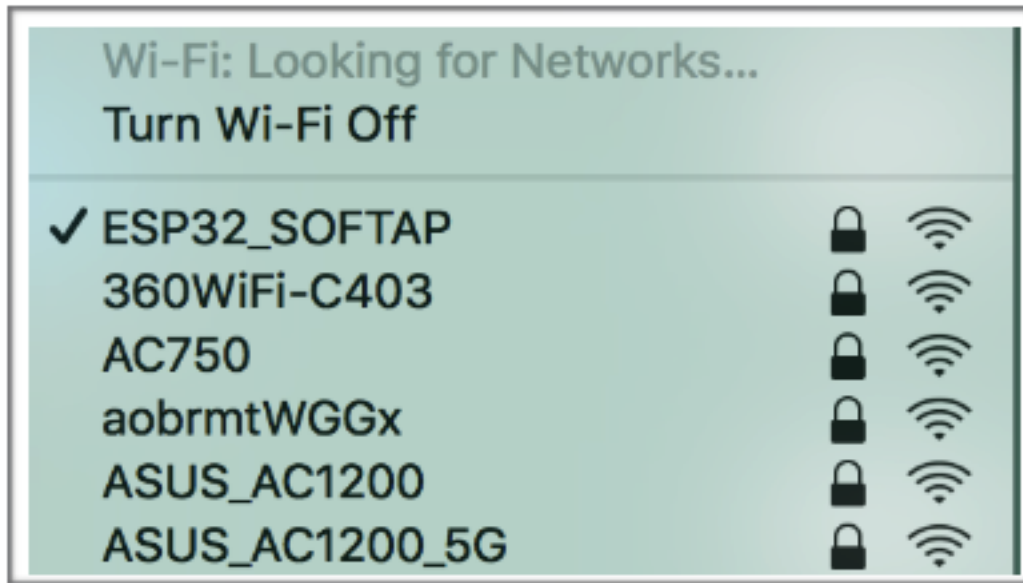 Wi-Fi: Looking for Networks...
Turn Wi-Fi Off
ESP32_SOFTAP
360WiFi-C403
AC750
aobrmtWGGx
ASUS_AC1200
ASUS_AC1200_5G